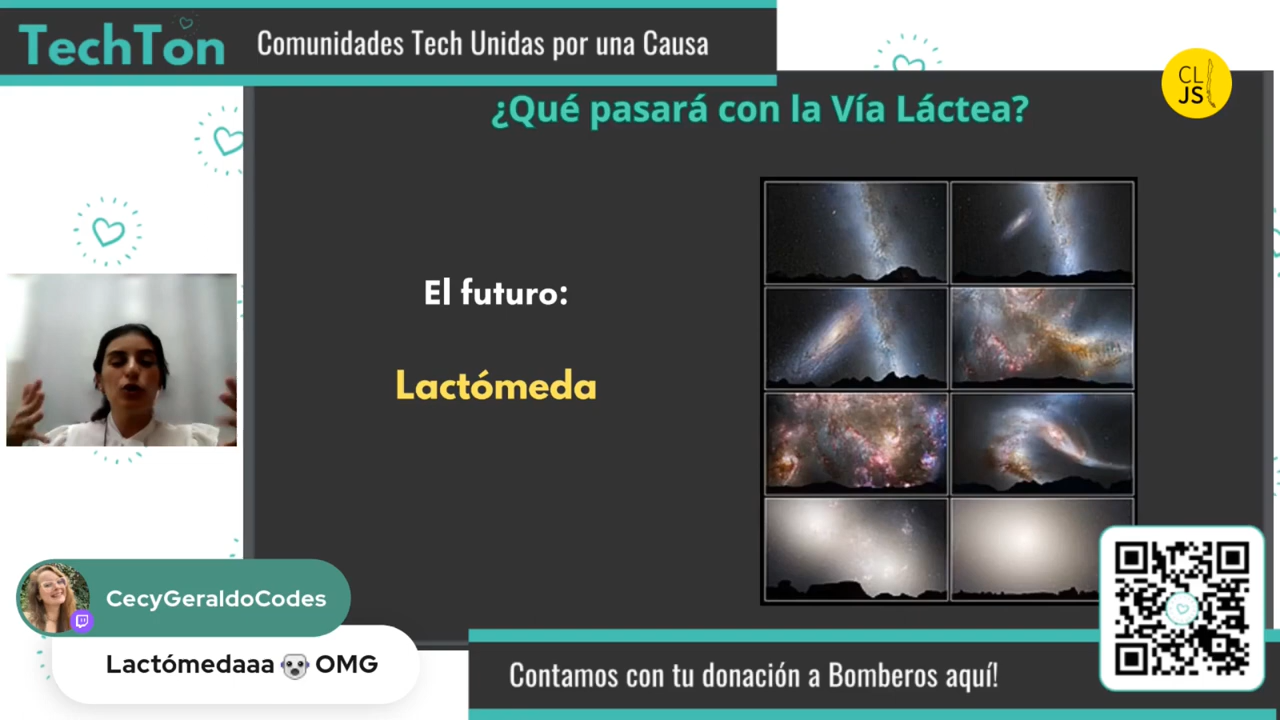 TechTon
Comunidades Tech Unidas por una Causa
CL
JS
¿Qué pasará con la Vía Láctea?
El futuro:
Lactómeda
CecyGeraldoCodes
Lactómedaaa OMG
Contamos con tu donación a Bomberos aquí!